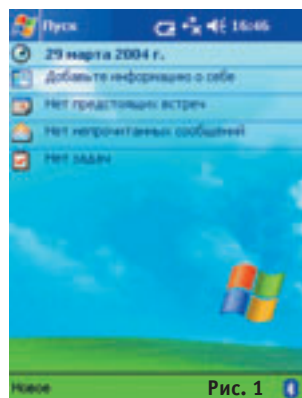 Пуск 16:46
29 марта 2004 г.
Добавьте информацию о себе
Нет предстоящих встреч
Нет непрочитанных сообщений
Нет задач
Новое Рис. 1